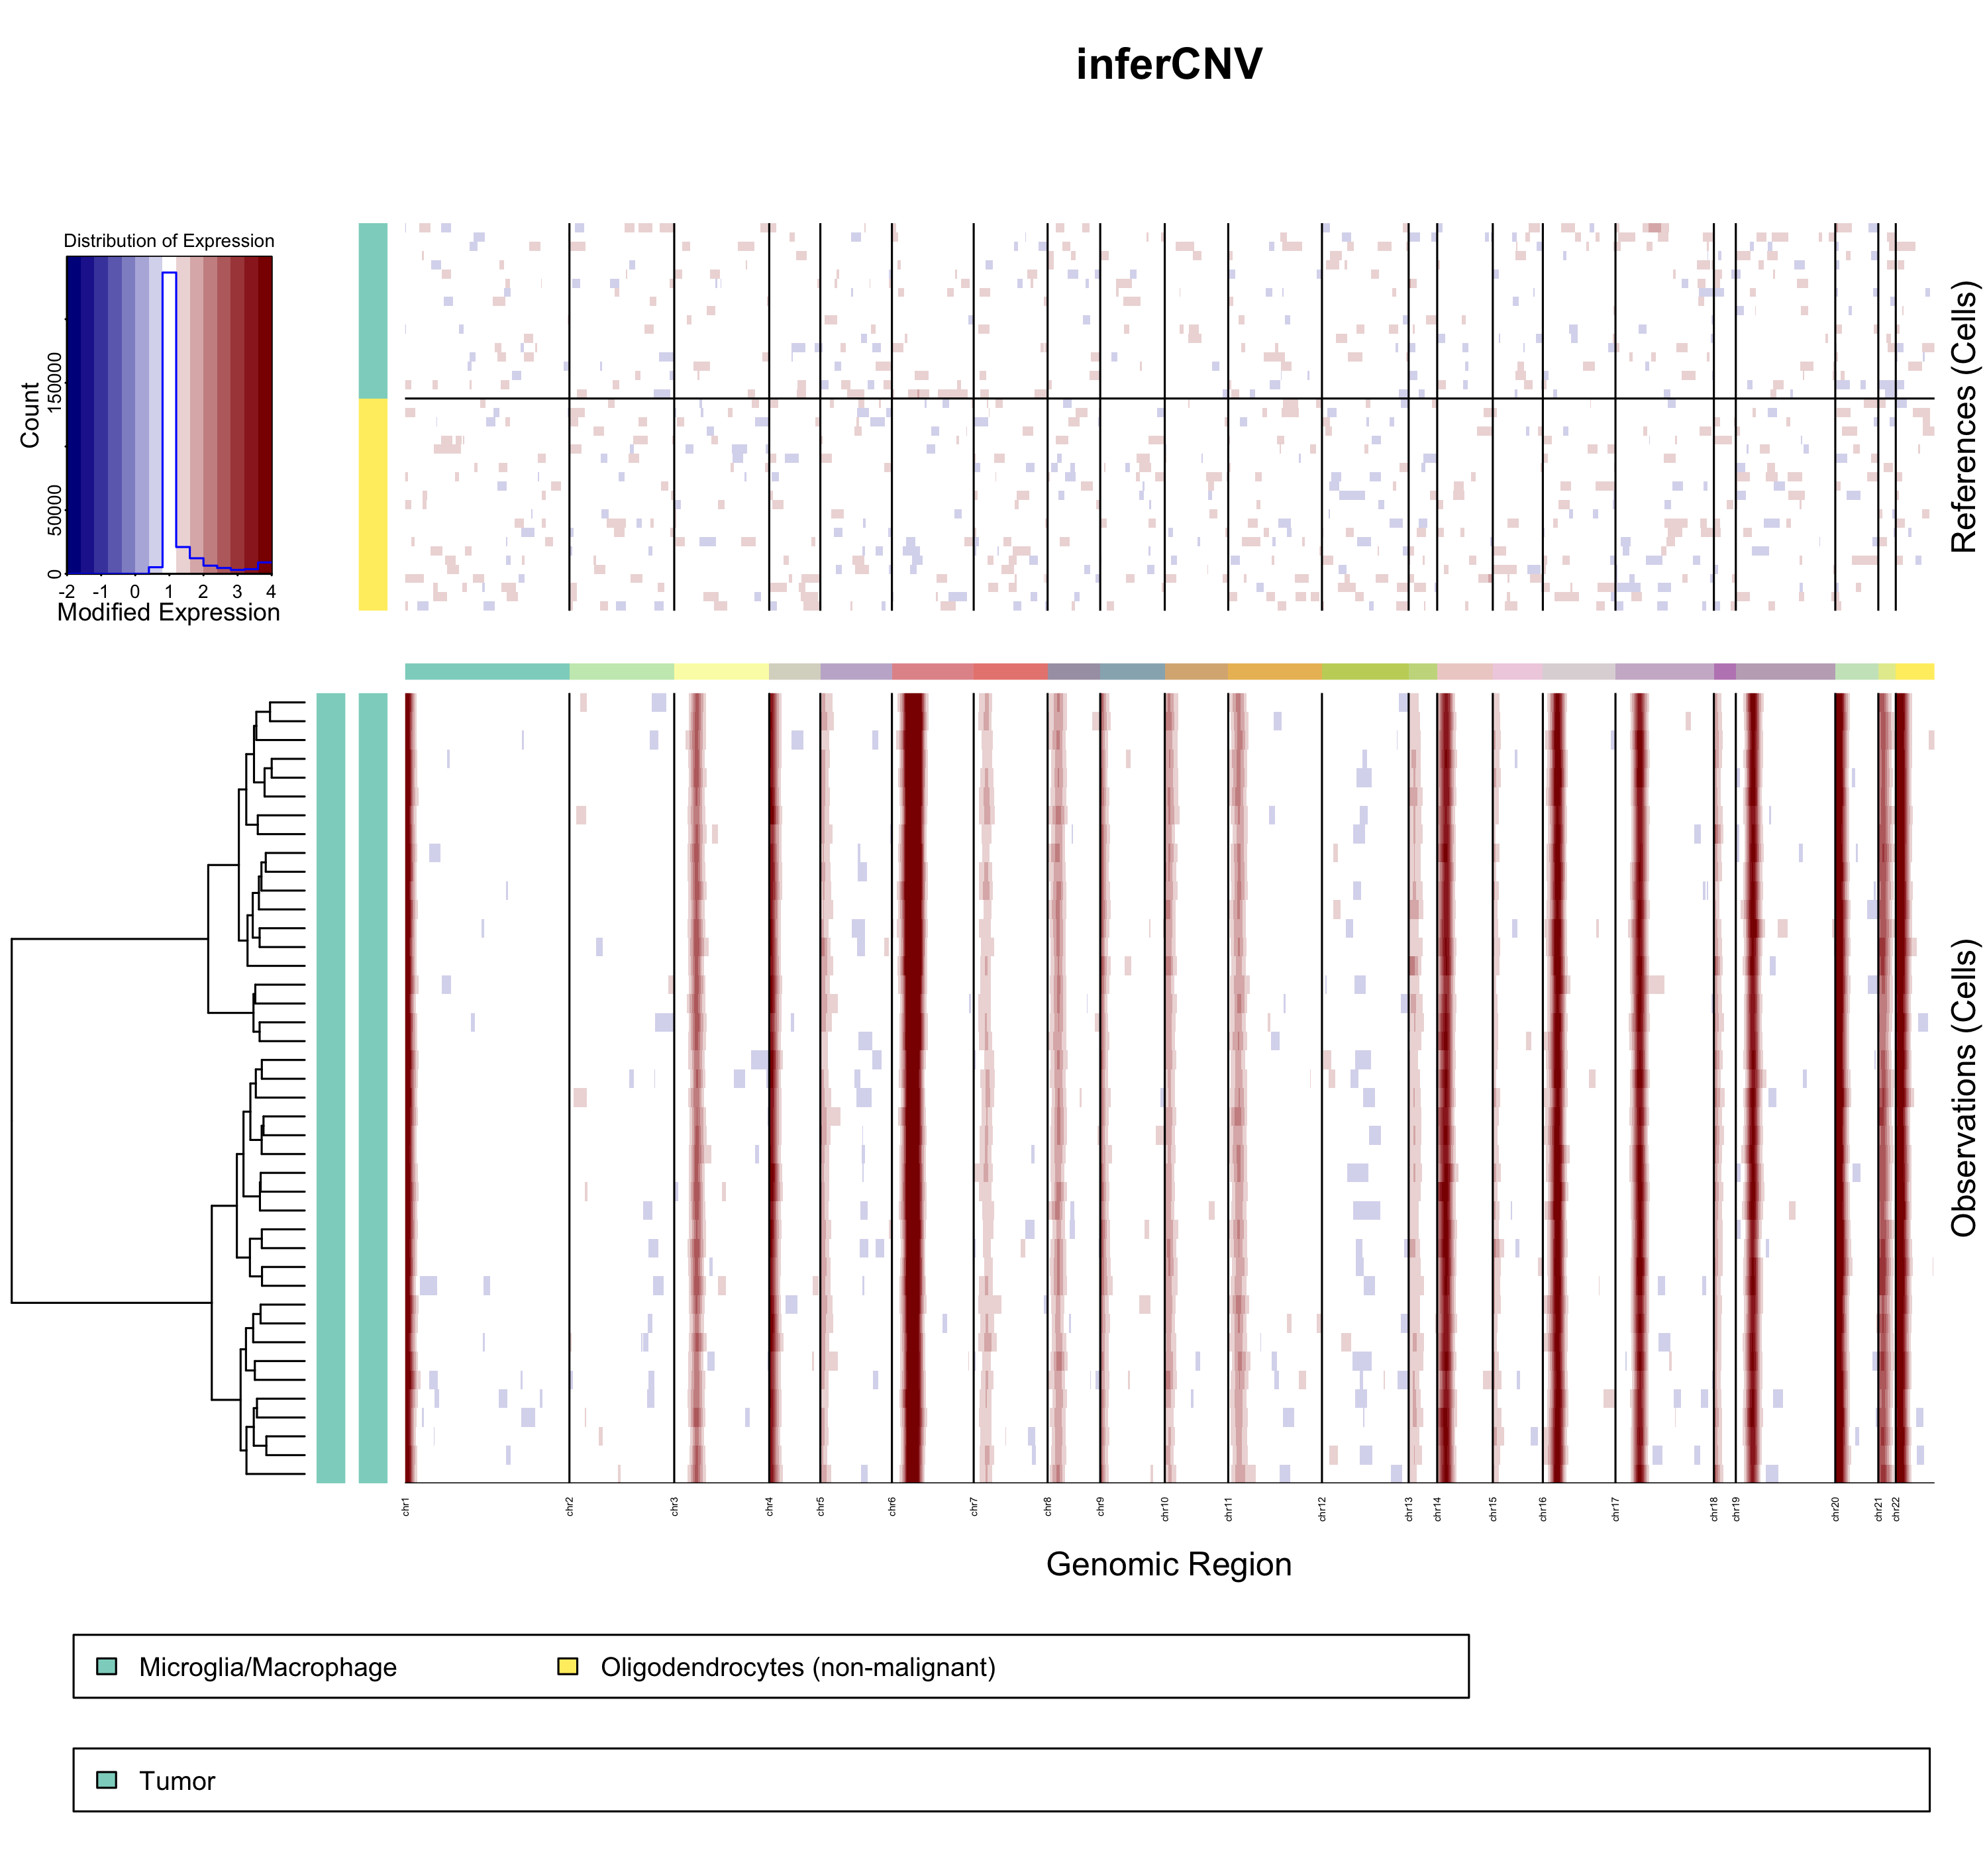 inferCNV
Distribution of Expression
Count
0
50000
150000
-2 -1 0 1 2 3 4
Modified Expression
References (Cells)
Observations (Cells)
chr1 chr2 chr3 chr4 chr5 chr6 chr7 chr8 chr9 chr10 chr11 chr12 chr13 chr14 chr15 chr16 chr17 chr18 chr19 chr20 chr21 chr22
Genomic Region
Microglia/Macrophage Oligodendrocytes (non-malignant)
Tumor